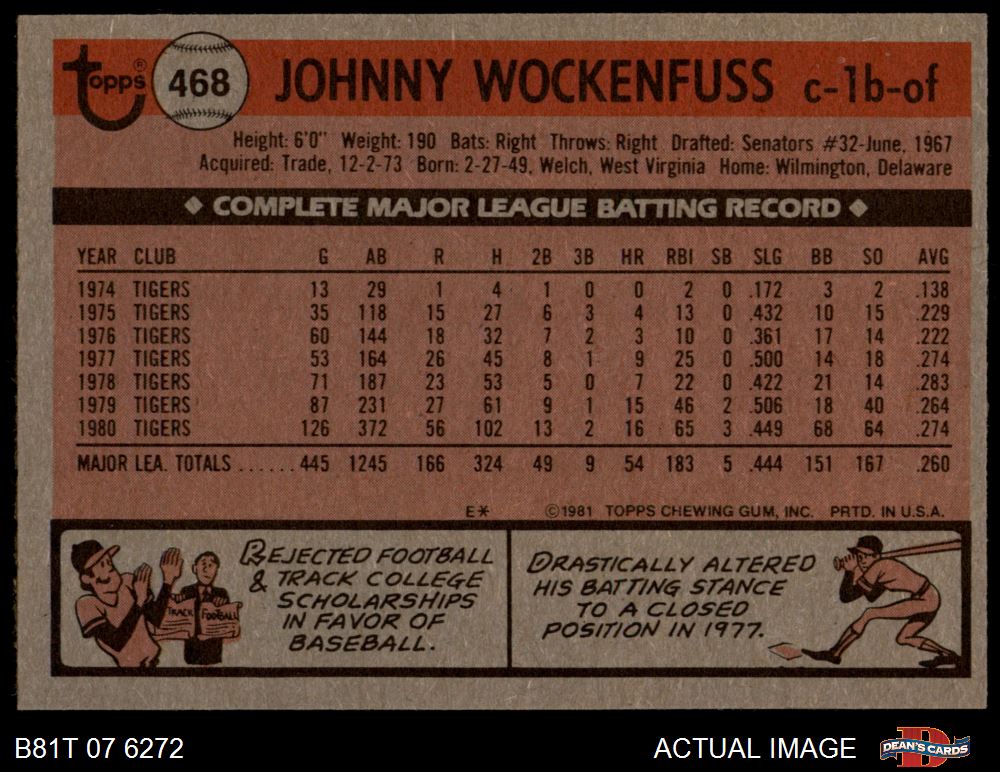 topps® 468 JOHNNY WOCKENFUSS c-1b-of
Height: 6'0" Weight: 190 Bats: Right Throws: Right Drafted: Senators #32-June, 1967
Acquired: Trade, 12-2-73 Born: 2-27-49, Welch, West Virginia Home: Wilmington, Delaware
◆ COMPLETE MAJOR LEAGUE BATTING RECORD ◆
YEAR CLUB G AB R H 2B 3B HR RBI SB SLG BB SO AVG
1974 TIGERS 13 29 1 4 1 0 0 2 0 .172 3 2 .138
1975 TIGERS 35 118 15 27 6 3 4 13 0 .432 10 15 .229
1976 TIGERS 60 144 18 32 7 2 3 10 0 .361 17 14 .222
1977 TIGERS 53 164 26 45 8 1 9 25 0 .500 14 18 .274
1978 TIGERS 71 187 23 53 5 0 7 22 0 .422 21 14 .283
1979 TIGERS 87 231 27 61 9 1 15 46 2 .506 18 40 .264
1980 TIGERS 126 372 56 102 13 2 16 65 3 .449 68 64 .274
MAJOR LEA. TOTALS ...... 445 1245 166 324 49 9 54 183 5 .444 151 167 .260
E* ©1981 TOPPS CHEWING GUM, INC. PRTD. IN U.S.A.
REJECTED FOOTBALL
& TRACK COLLEGE
SCHOLARSHIPS
IN FAVOR OF
BASEBALL.
TRACK FOOTBALL
DRASTICALLY ALTERED
HIS BATTING STANCE
TO A CLOSED
POSITION IN 1977.
B81T 07 6272
ACTUAL IMAGE
D
DEAN'S CARDS